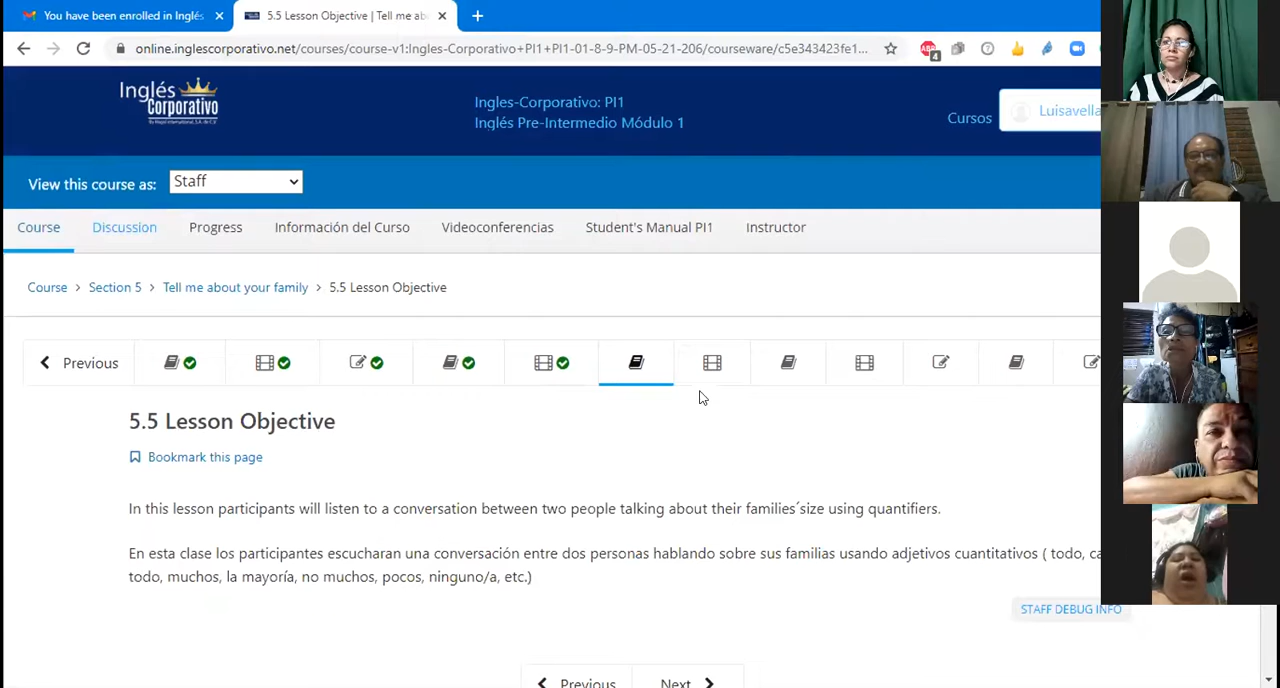 You have been enrolled in Inglés
5.5 Lesson Objective | Tell me abo
online.inglescorporativo.net/courses/course-v1:Ingles-Corporativo+PI1+PI1-01-8-9-PM-05-21-206/courseware/c5e343423fe1...
ABP
4
Inglés
Corporativo
Ingles-Corporativo: PI1
Inglés Pre-Intermedio Módulo 1
Cursos
Luisavella
View this course as:
Staff
Course
Discussion
Progress
Información del Curso
Videoconferencias
Student's Manual PI1
Instructor
Course > Section 5 > Tell me about your family > 5.5 Lesson Objective
Previous
5.5 Lesson Objective
Bookmark this page
In this lesson participants will listen to a conversation between two people talking about their families´size using quantifiers.
En esta clase los participantes escucharan una conversación entre dos personas hablando sobre sus familias usando adjetivos cuantitativos ( todo, ca
todo, muchos, la mayoría, no muchos, pocos, ninguno/a, etc.)
STAFF DEBUG INFO
Previous
Next